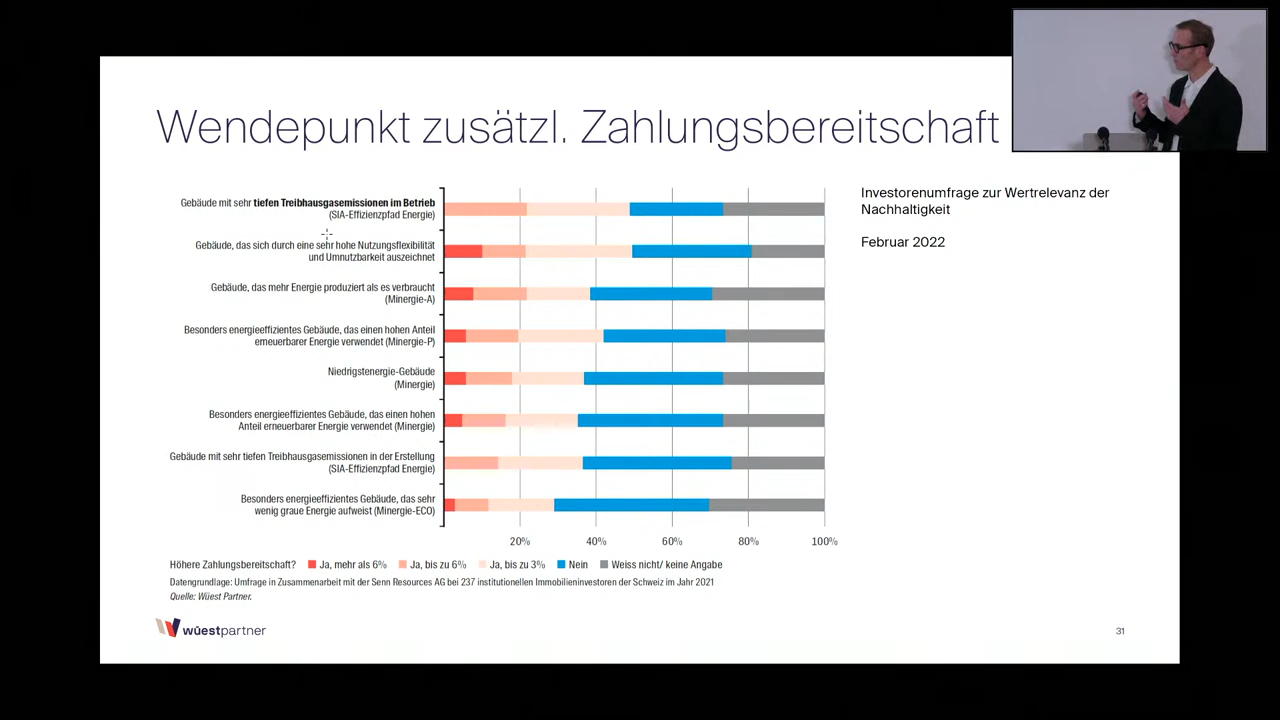 Wendepunkt zusätzl. Zahlungsbereitschaft
Investorenumfrage zur Wertrelevanz der
Nachhaltigkeit
Februar 2022
Gebäude mit sehr tiefen Treibhausgasemissionen im Betrieb
(SIA-Effizienzpfad Energie)
Gebäude, das sich durch eine sehr hohe Nutzungsflexibilität
und Umnutzbarkeit auszeichnet
Gebäude, das mehr Energie produziert als es verbraucht
(Minergie-A)
Besonders energieeffizientes Gebäude, das einen hohen Anteil
erneuerbarer Energie verwendet (Minergie-P)
Niedrigstenergie-Gebäude
(Minergie)
Besonders energieeffizientes Gebäude, das einen hohen
Anteil erneuerbarer Energie verwendet (Minergie)
Gebäude mit sehr tiefen Treibhausgasemissionen in der Erstellung
(SIA-Effizienzpfad Energie)
Besonders energieeffizientes Gebäude, das sehr
wenig graue Energie aufweist (Minergie-ECO)
20% 40% 60% 80% 100%
Höhere Zahlungsbereitschaft? Ja, mehr als 6% Ja, bis zu 6% Ja, bis zu 3% Nein Weiss nicht/ keine Angabe
Datengrundlage: Umfrage in Zusammenarbeit mit der Senn Resources AG bei 237 institutionellen Immobilieninvestoren der Schweiz im Jahr 2021
Quelle: Wüest Partner.
wüestpartner
31